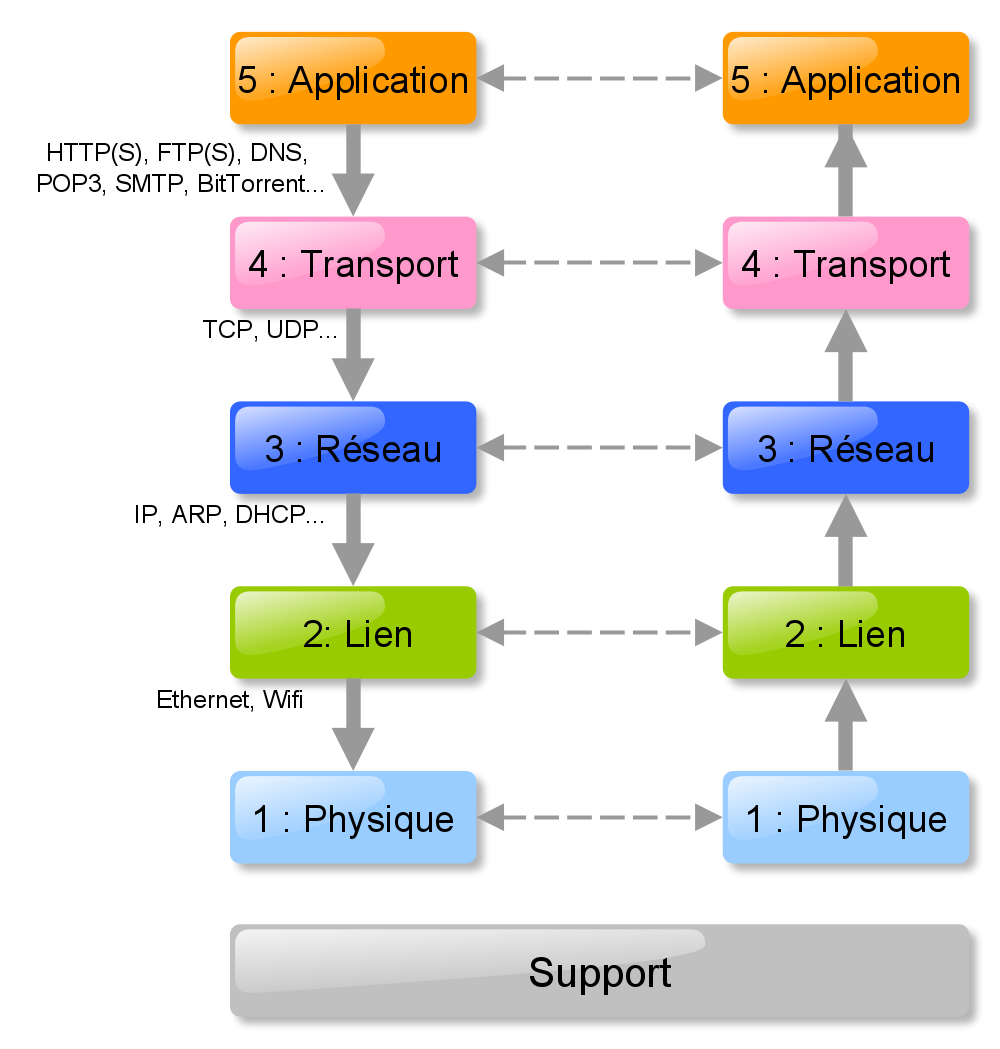 5 : Application
5 : Application
HTTP(S), FTP(S), DNS,
POP3, SMTP, BitTorrent...
4 : Transport
4 : Transport
TCP, UDP...
3 : Réseau
3 : Réseau
IP, ARP, DHCP...
2: Lien
2 : Lien
Ethernet, Wifi
1 : Physique
1 : Physique
Support